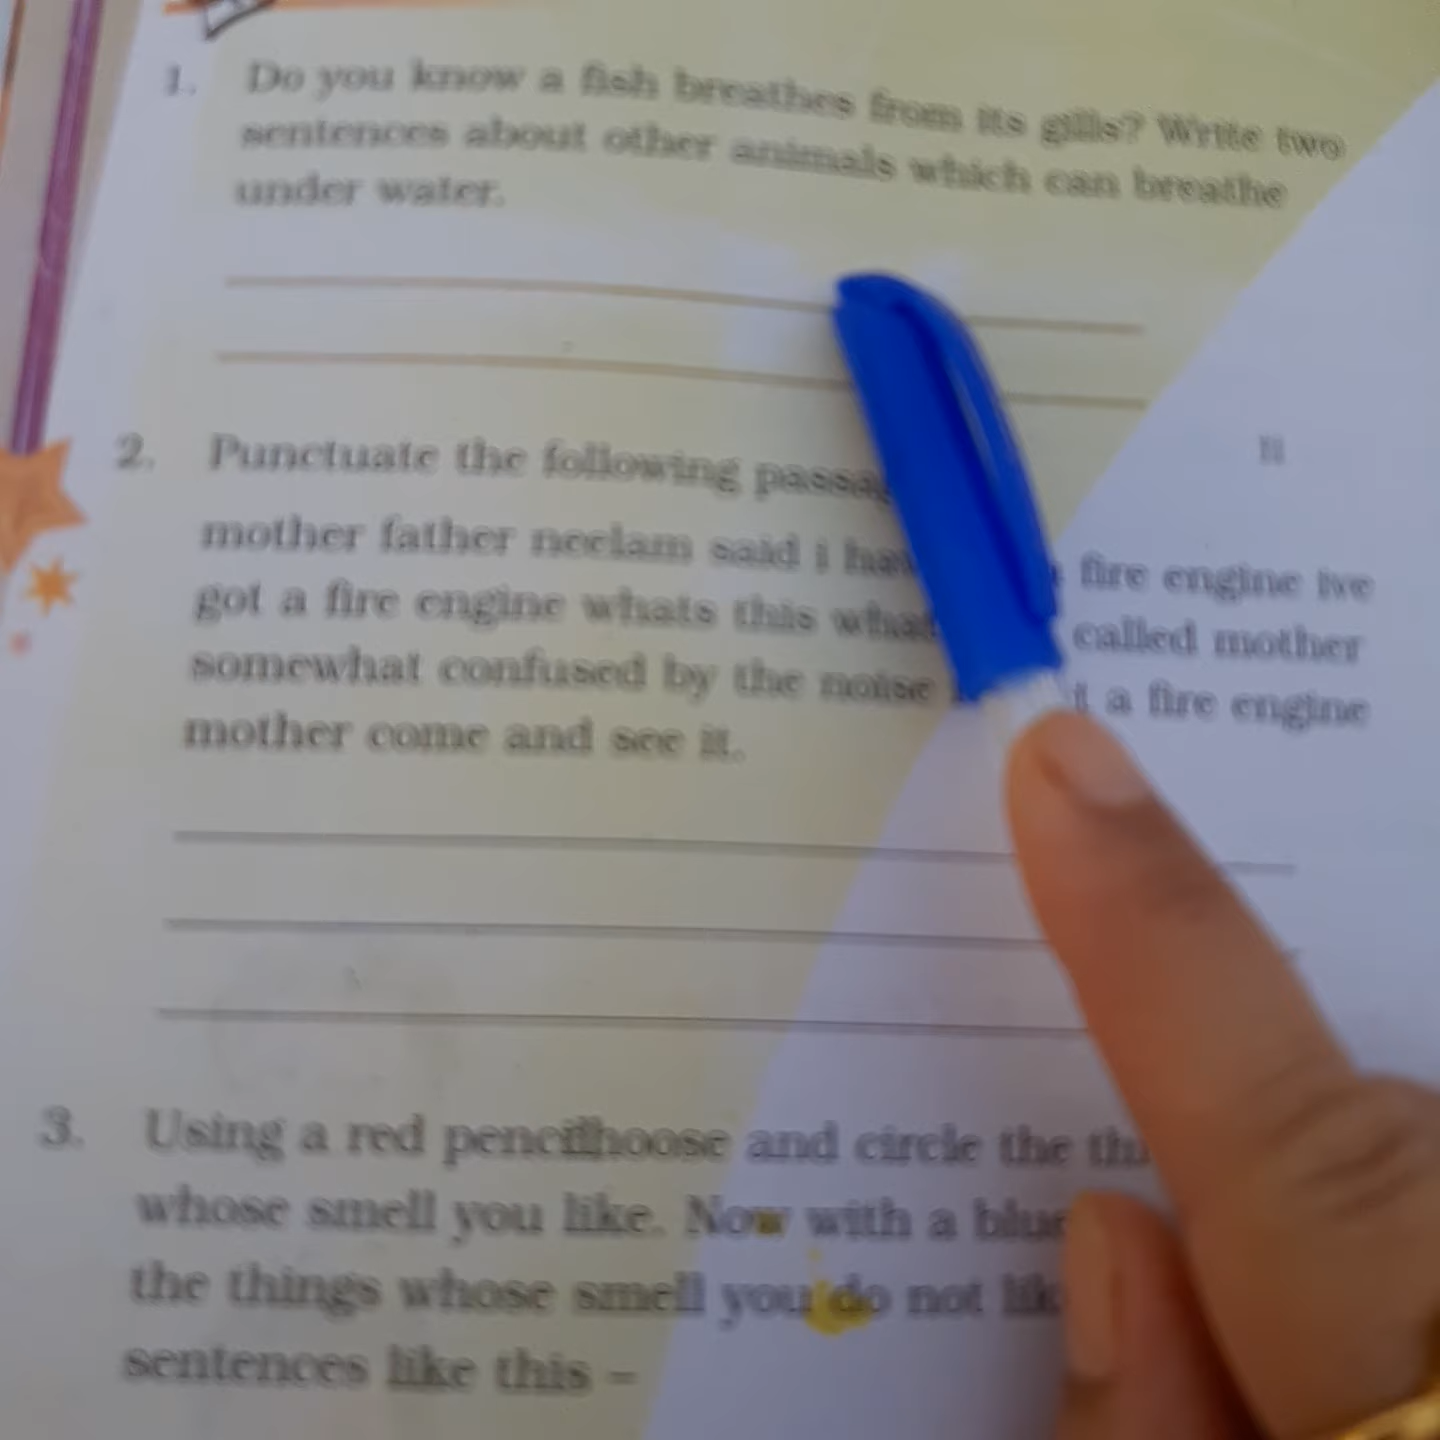 1. Do you know a fish breathes from its gills? Write two
sentences about other animals which can breathe
under water.
2. Punctuate the following
mother father neelam said i fire engine ive
got a fire engine whats this called mother
somewhat confused by the noise a fire engine
mother come and see it.
3. Using a red pencil and circle the
whose smell you like. Now with a blue
the things whose smell you do not
sentences like this –